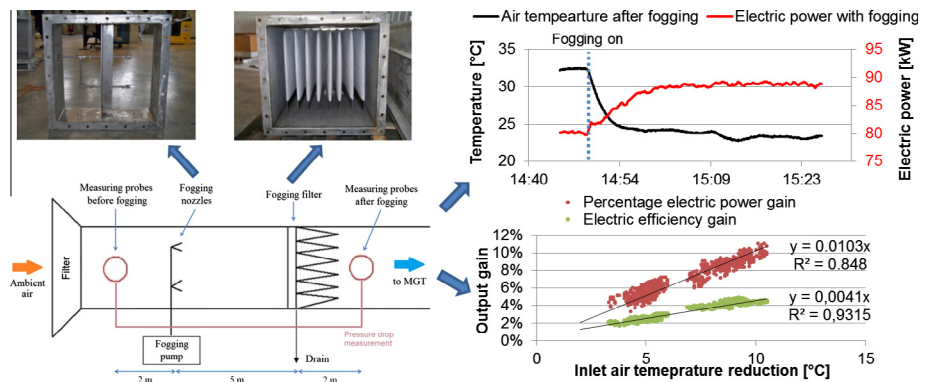 Air tempearture after fogging
Electric power with fogging
Fogging on
Temperature [°C]
35
30
25
20
Electric power [kW]
95
90
85
80
75
14:40
14:54
15:09
15:23
Measuring probes
before fogging
Fogging
nozzles
Fogging filter
Measuring probes
after fogging
Filter
Ambient
air
to MGT
Pressure drop
measurement
Fogging
pump
Drain
2 m
5 m
2 m
Percentage electric power gain
Electric efficiency gain
Output gain
12%
10%
8%
6%
4%
2%
0%
y = 0.0103x
R² = 0.848
y = 0,0041x
R² = 0,9315
0
5
10
15
Inlet air temeprature reduction [°C]